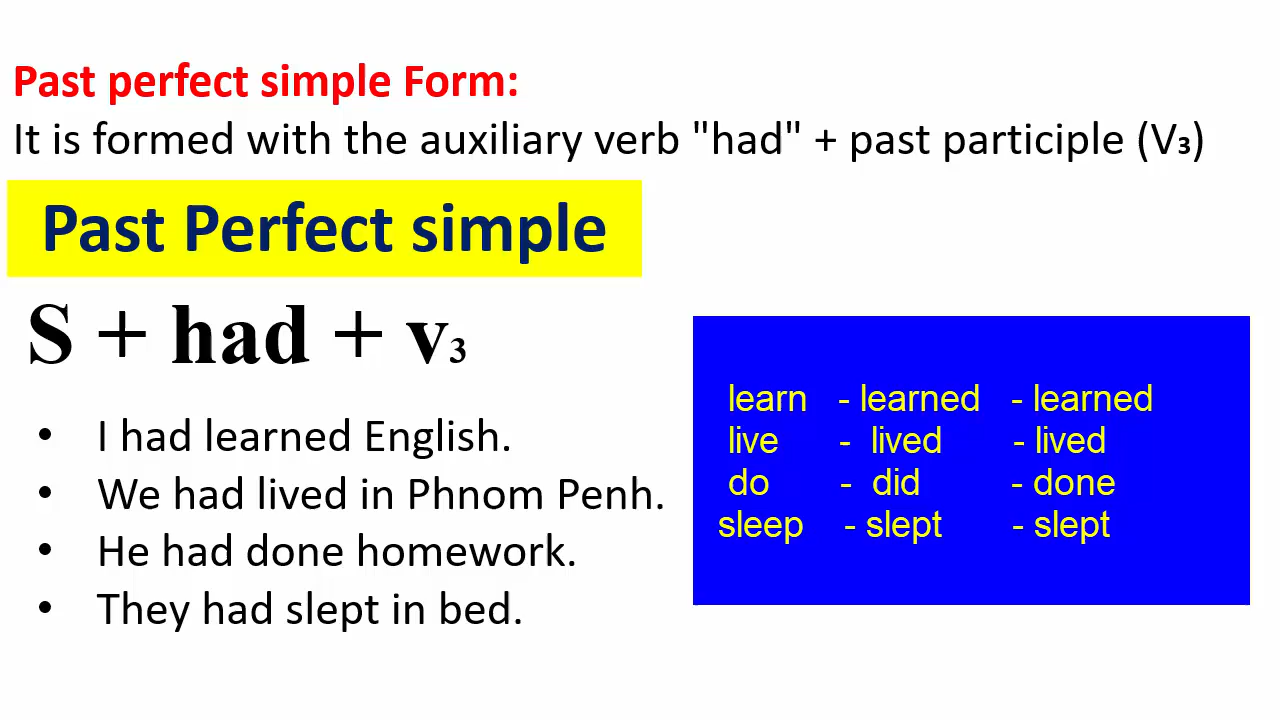 Past perfect simple Form:
It is formed with the auxiliary verb "had" + past participle (V₃)
Past Perfect simple
S + had + v₃
• I had learned English.
• We had lived in Phnom Penh.
• He had done homework.
• They had slept in bed.
learn - learned - learned
live - lived - lived
do - did - done
sleep - slept - slept